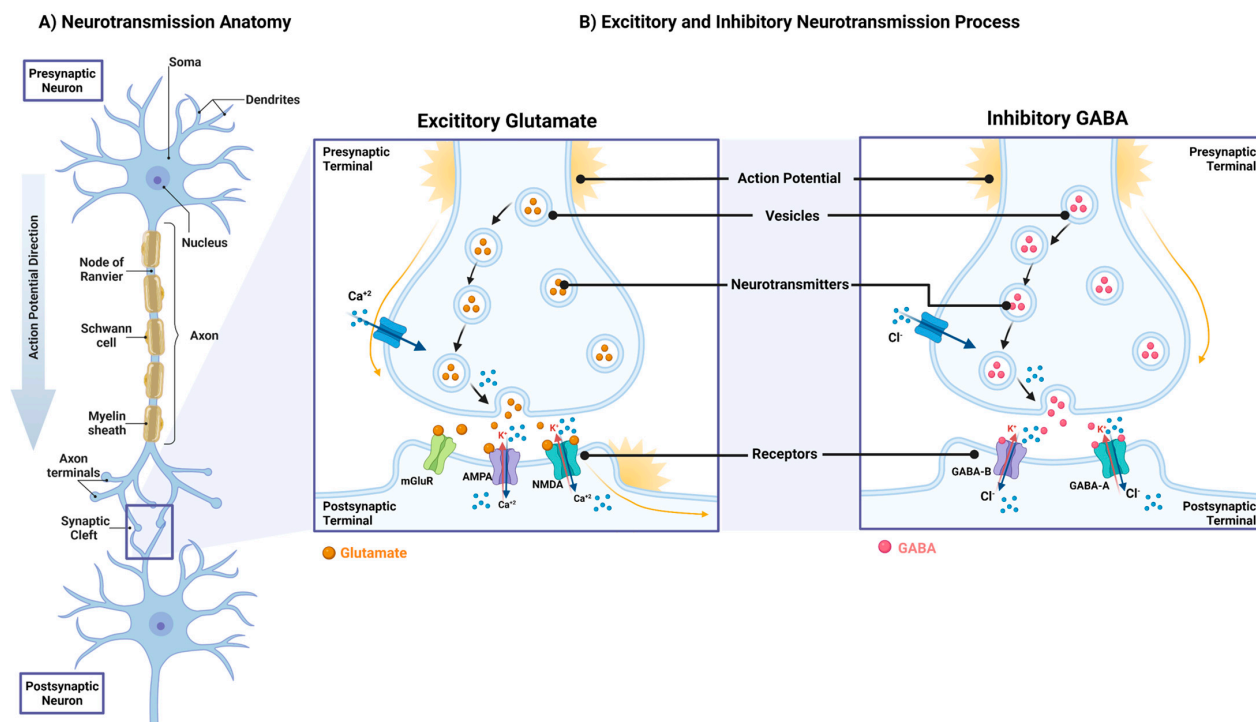 A) Neurotransmission Anatomy
B) Excititory and Inhibitory Neurotransmission Process
Presynaptic
Neuron
Soma
Dendrites
Nucleus
Action Potential Direction
Node of
Ranvier
Schwann
cell
Axon
Myelin
sheath
Axon
terminals
Synaptic
Cleft
Postsynaptic
Neuron
Excititory Glutamate
Presynaptic
Terminal
Ca⁺²
K⁺
K⁺
mGluR
AMPA
NMDA
Ca⁺²
Ca⁺²
Postsynaptic
Terminal
Glutamate
Action Potential
Vesicles
Neurotransmitters
Receptors
Inhibitory GABA
Presynaptic
Terminal
Cl⁻
K⁺
K⁺
GABA-B
GABA-A
Cl⁻
Cl⁻
Postsynaptic
Terminal
GABA